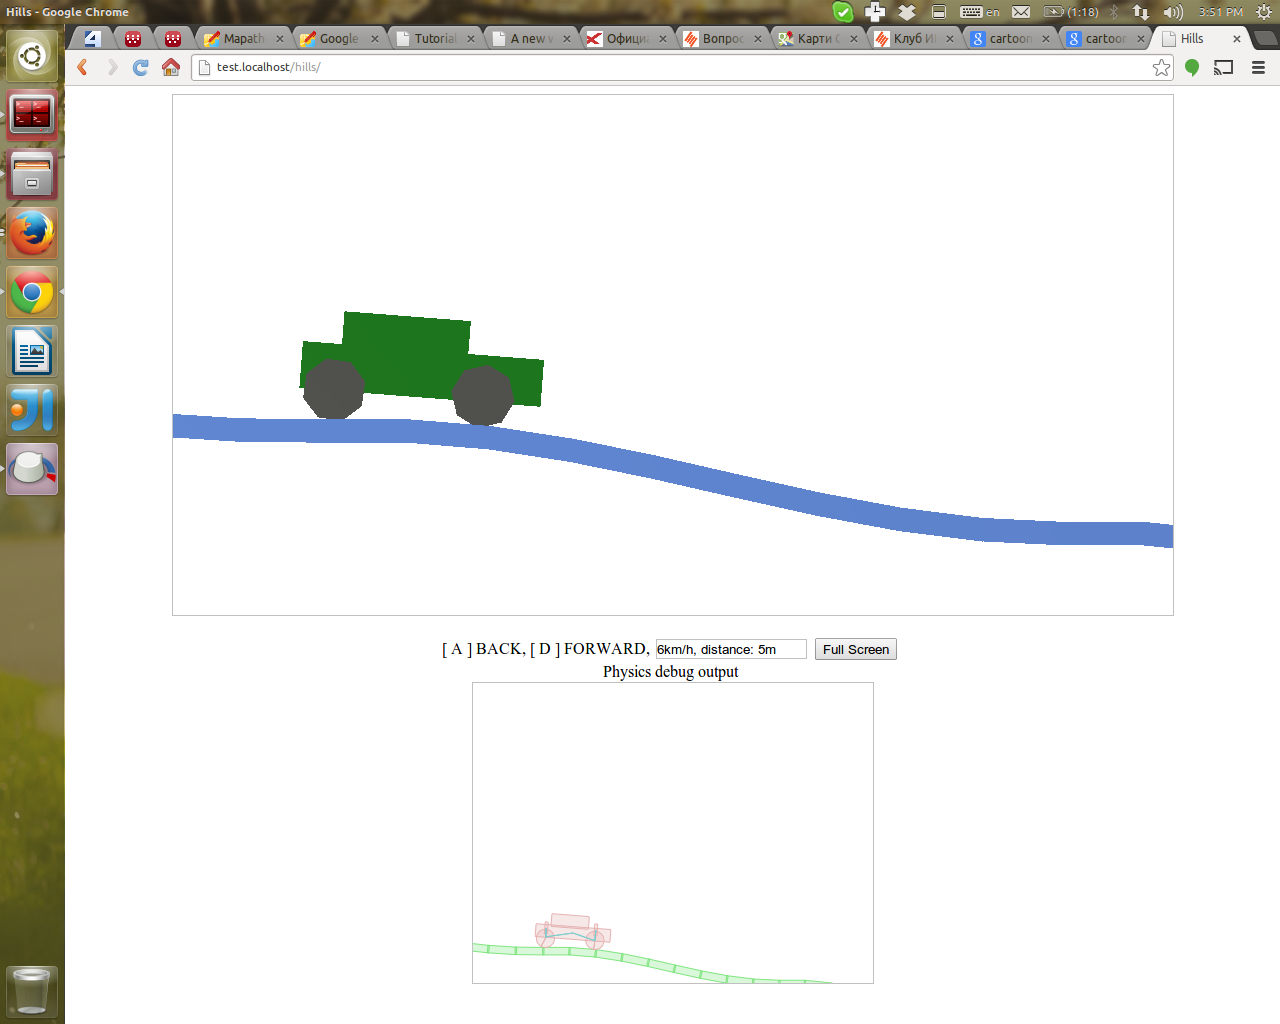 Hills - Google Chrome
en
(1:18)
3:51 PM
Mapath
Google
Tutorial
A new
Официа
Вопрос
Карти
Клуб
cartoon
cartoon
Hills
test.localhost/hills/
[ A ] BACK, [ D ] FORWARD, 6km/h, distance: 5m Full Screen
Physics debug output